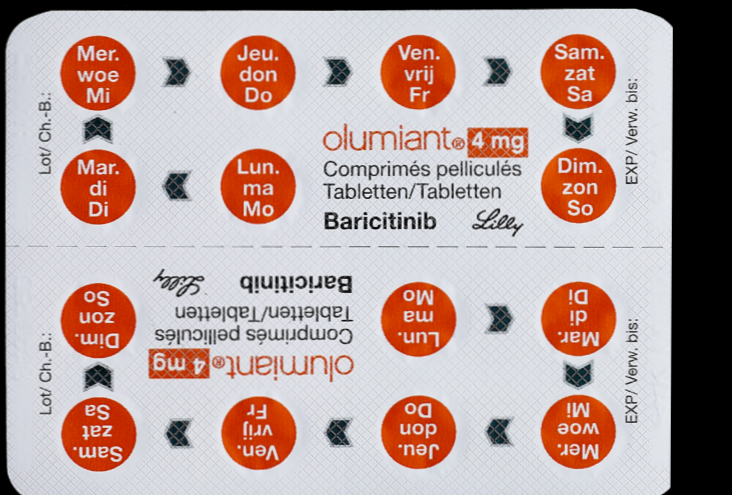 Mer.
woe
Mi
Jeu.
don
Do
Ven.
vrij
Fr
Sam.
zat
Sa
Lot/ Ch.-B.:
EXP/ Verw. bis:
Mar.
di
Di
Lun.
ma
Mo
olumiant® 4 mg
Comprimés pelliculés
Tabletten/Tabletten
Baricitinib Lilly
Dim.
zon
So
Lot/ Ch.-B.:
EXP/ Verw. bis:
Mer.
woe
Mi
Jeu.
don
Do
Ven.
vrij
Fr
Sam.
zat
Sa
Mar.
di
Di
Lun.
ma
Mo
olumiant® 4 mg
Comprimés pelliculés
Tabletten/Tabletten
Baricitinib Lilly
Dim.
zon
So